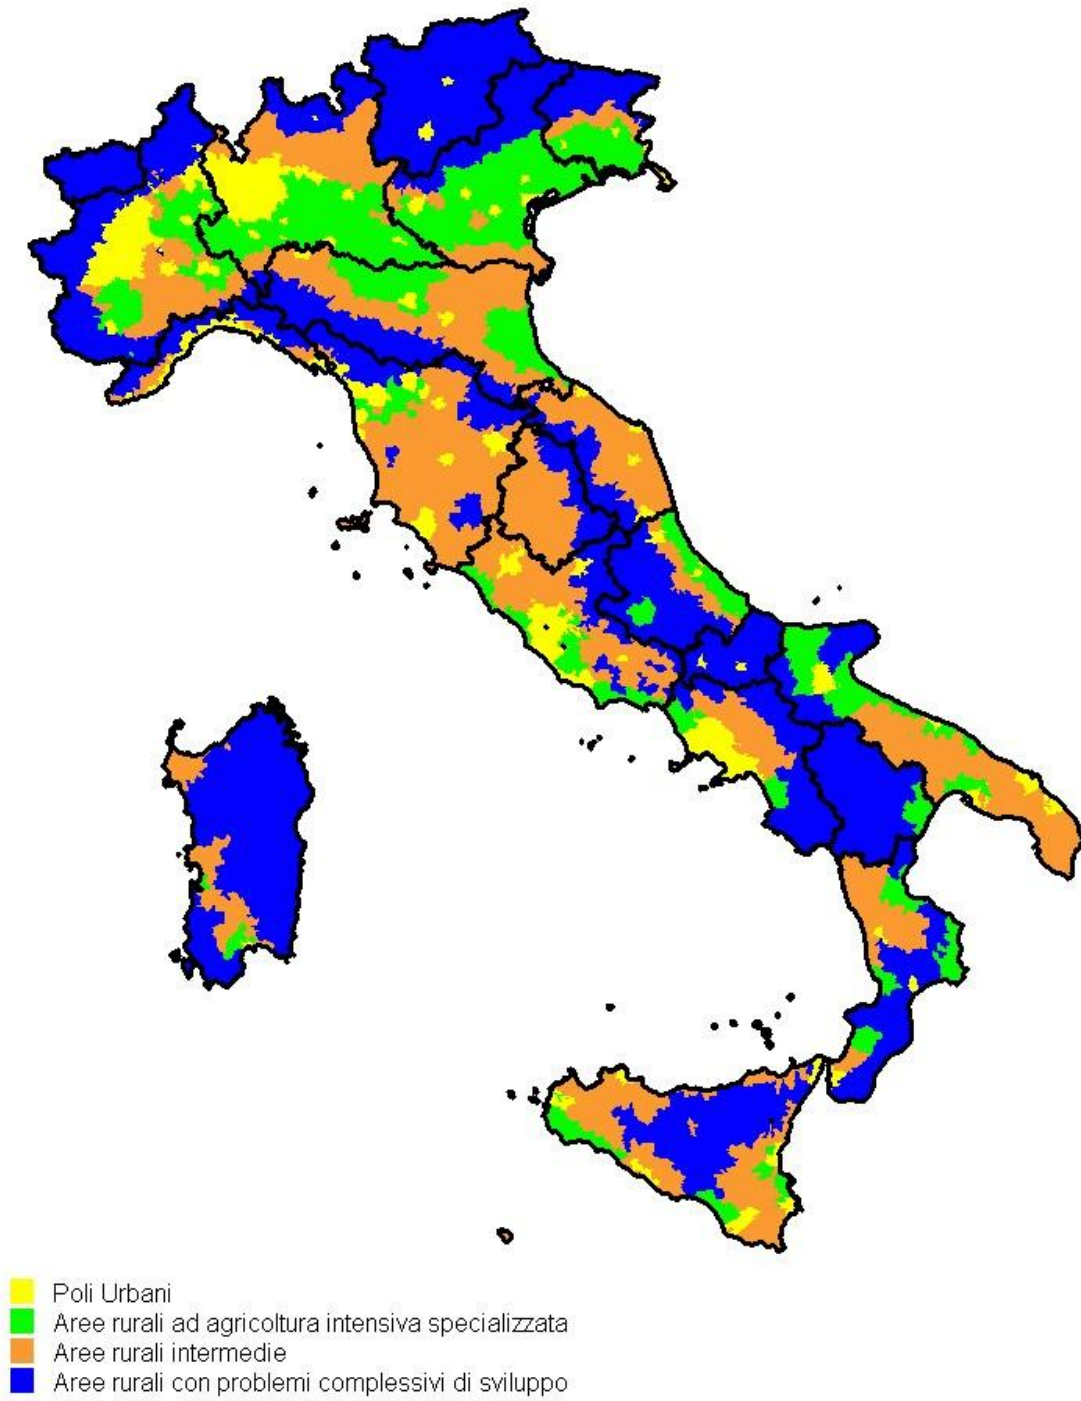 Poli Urbani
Aree rurali ad agricoltura intensiva specializzata
Aree rurali intermedie
Aree rurali con problemi complessivi di sviluppo